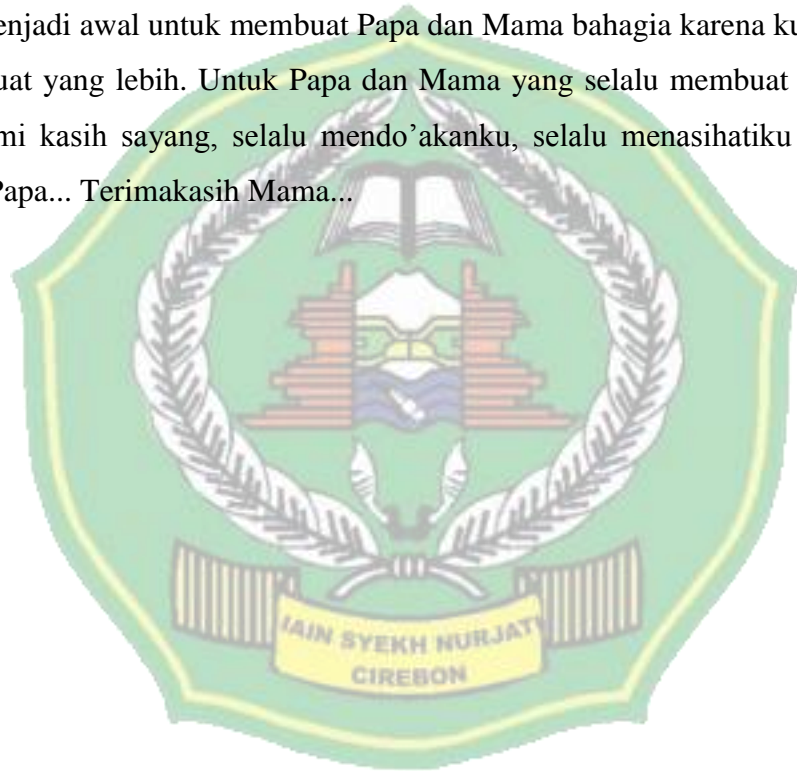 enjadi awal untuk membuat Papa dan Mama bahagia karena ku
uat yang lebih. Untuk Papa dan Mama yang selalu membuat
mi kasih sayang, selalu mendo’akanku, selalu menasihatiku
Papa... Terimakasih Mama...
IAIN SYEKH NURJATI
CIREBON